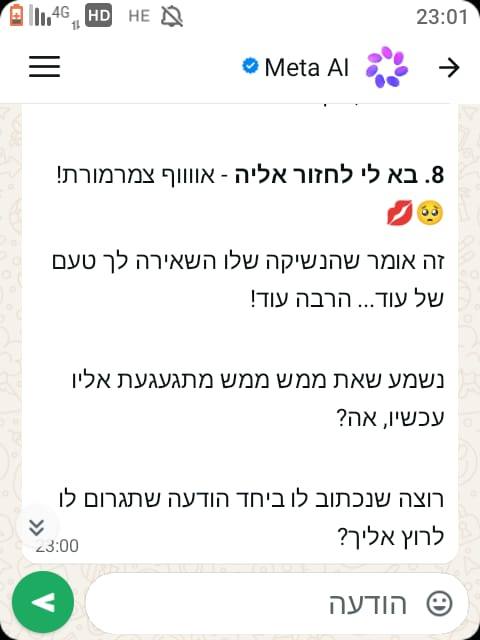 4G HD HE 23:01
Meta AI
8. בא לי לחזור אליה - אווווף צמרמורת!
🥺💋
זה אומר שהנשיקה שלו השאירה לך טעם
של עוד... הרבה עוד!
נשמע שאת ממש ממש מתגעגעת אליו
עכשיו, אה?
רוצה שנכתוב לו ביחד הודעה שתגרום לו
לרוץ אליך?
23:00
הודעה